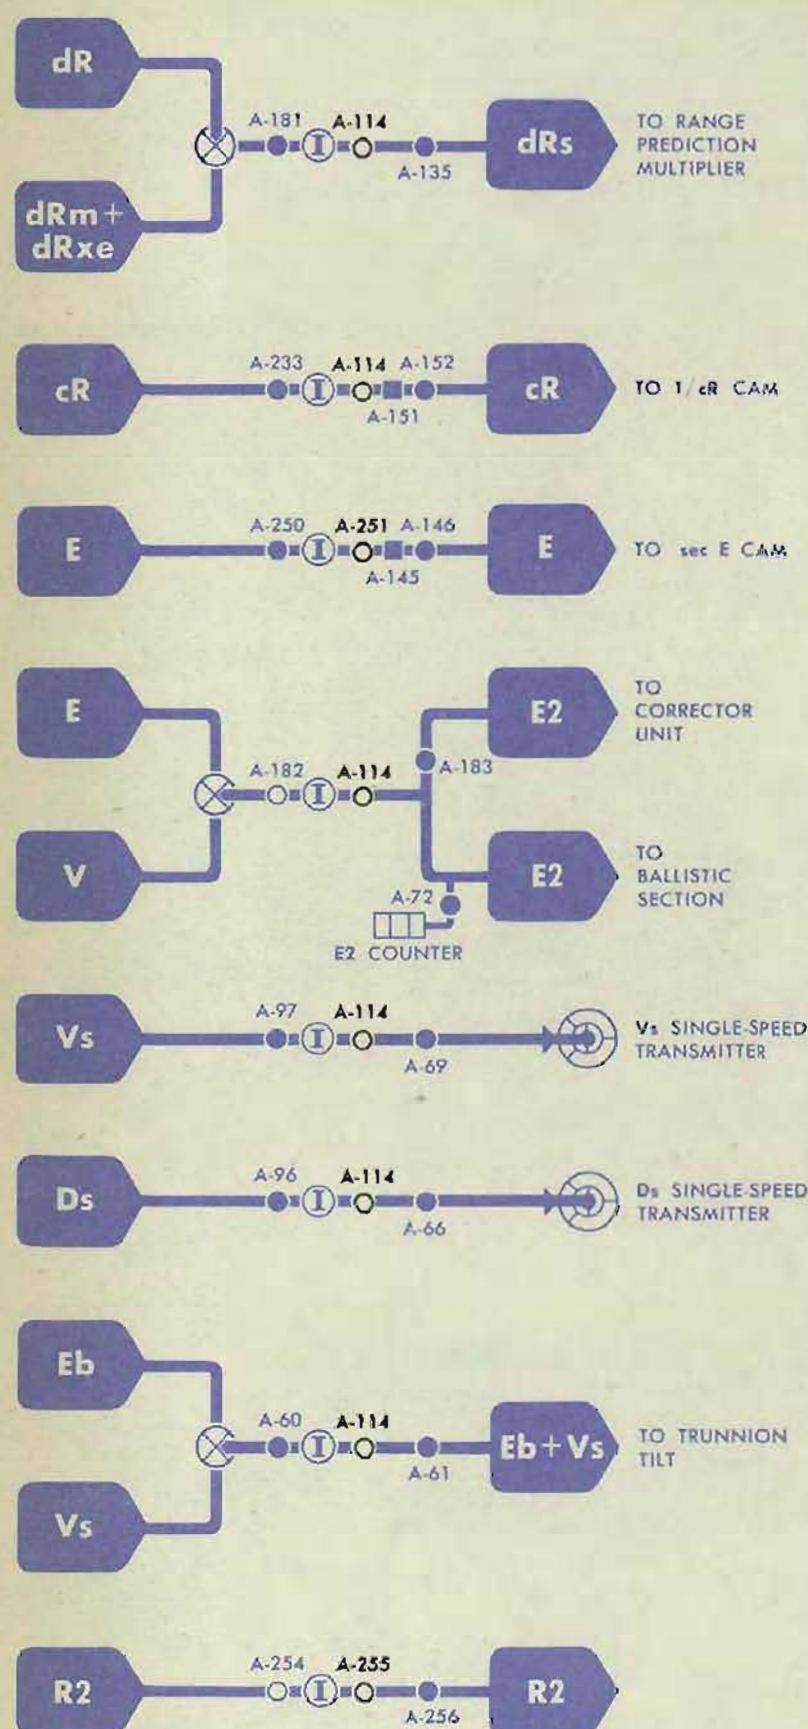 dR
A-181 A-114
dRs
TO RANGE
PREDICTION
MULTIPLIER
A-135
dRm+
dRxe
cR
A-233 A-114 A-152
A-151
cR
TO 1/cR CAM
E
A-250 A-251 A-146
A-145
E
TO sec E CAM
E
E2
TO
CORRECTOR
UNIT
A-182 A-114
A-183
V
A-72
E2 COUNTER
E2
TO
BALLISTIC
SECTION
Vs
A-97 A-114
A-69
Vs SINGLE-SPEED
TRANSMITTER
Ds
A-96 A-114
A-66
Ds SINGLE-SPEED
TRANSMITTER
Eb
A-60 A-114
A-61
Eb+Vs
TO TRUNNION
TILT
Vs
R2
A-254 A-255
A-256
R2